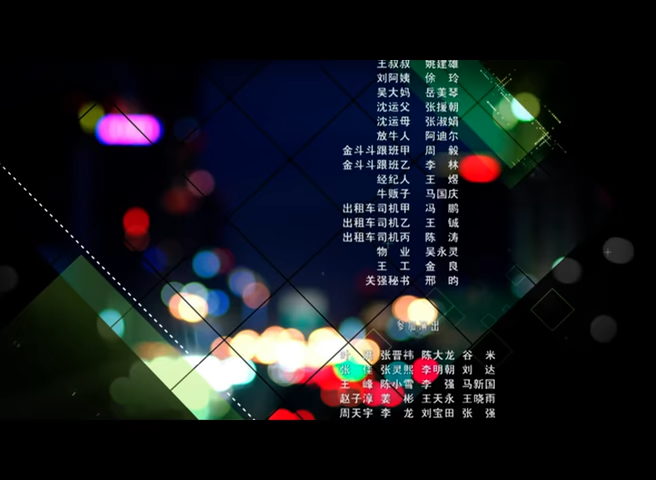 王叔叔 姚建雄
刘阿姨 徐 玲
吴大妈 岳美琴
沈运父 张援朝
沈运母 张淑娟
放牛人 阿迪尔
金斗斗跟班甲 周 毅
金斗斗跟班乙 李 林
经纪人 王 煜
牛贩子 马国庆
出租车司机甲 冯 鹏
出租车司机乙 王 铖
出租车司机丙 陈 涛
物 业 吴永灵
王 工 金 良
关强秘书 邢 昀
参加演出
叶 张晋祎 陈大龙 谷 米
张 佳 张灵熙 李明朝 刘 达
王 峰 陈小雪 李 强 马新国
赵子淳 姜 彬 王天永 王晓雨
周天宇 李 龙 刘宝田 张 强